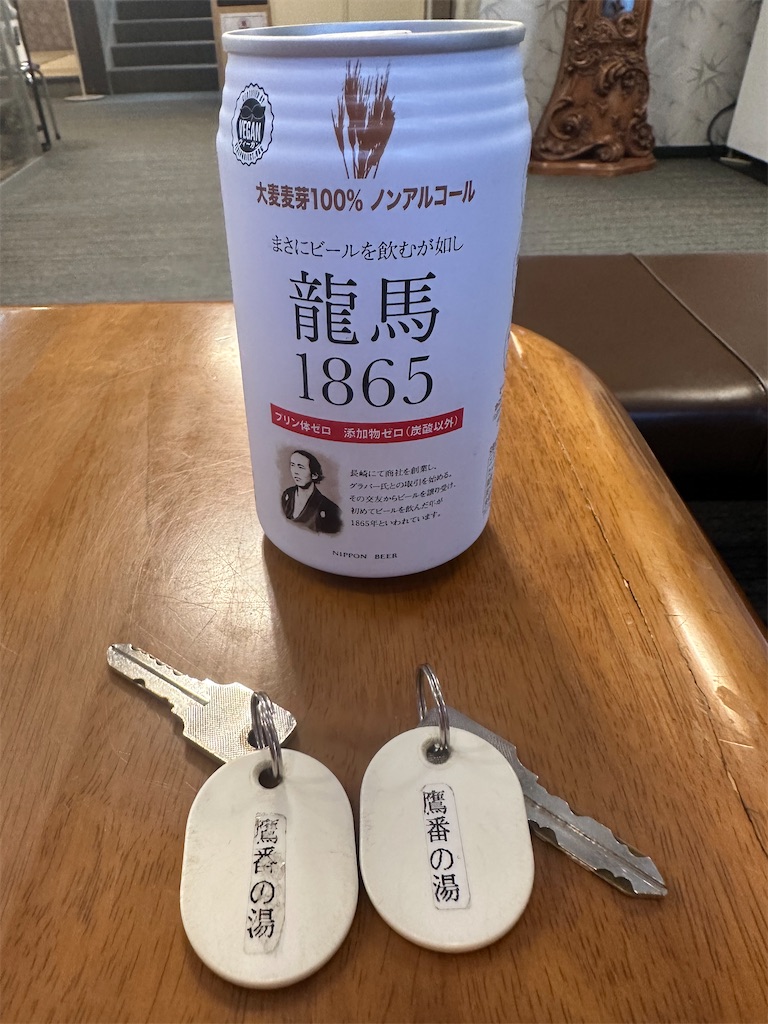 VEGAN
大麦麦芽100% ノンアルコール
まさにビールを飲むが如し
龍馬
1865
プリン体ゼロ 添加物ゼロ(炭酸以外)
長崎にて商社を創業し、
グラバー氏との取引を始める。
その交友からビールを譲り受け、
初めてビールを飲んだ年が
1865年といわれています。
NIPPON BEER
鷹番の湯
鷹番の湯